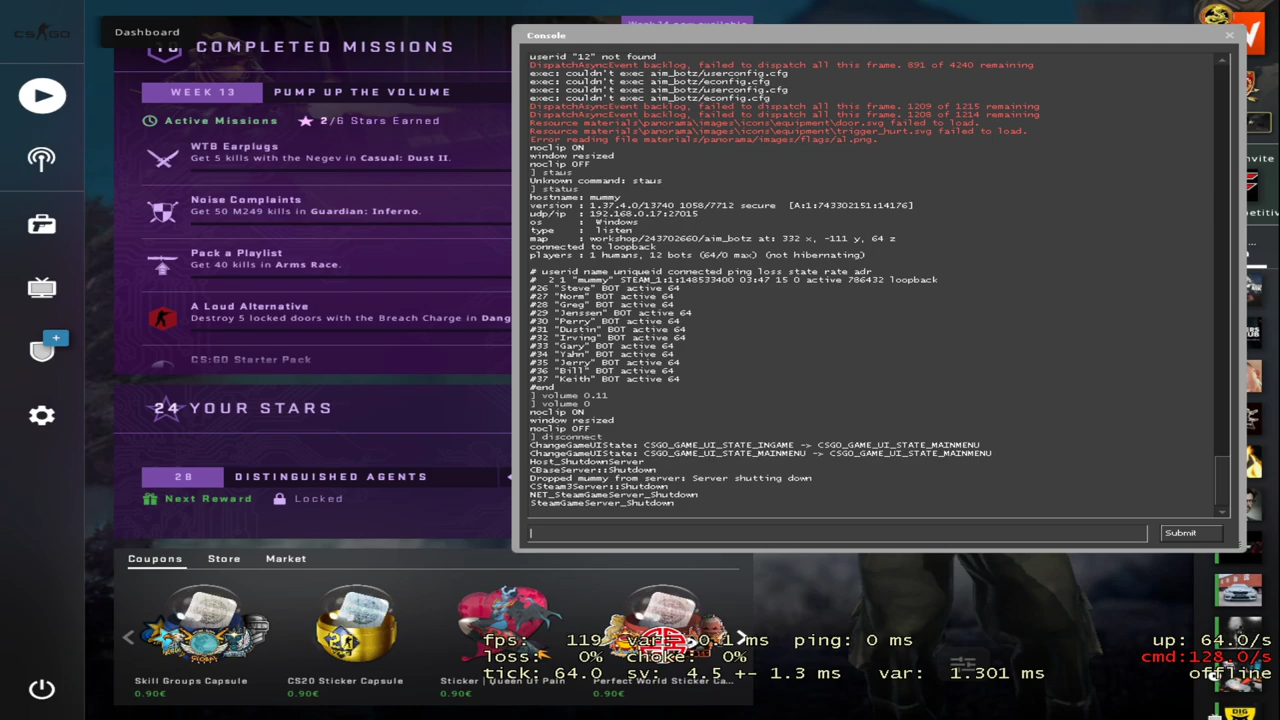 CS:GO
Dashboard
COMPLETED MISSIONS
WEEK 13
PUMP UP THE VOLUME
Active Missions
2/6 Stars Earned
WTB Earplugs
Get 5 kills with the Negev in Casual: Dust II.
Noise Complaints
Get 50 M249 kills in Guardian: Inferno.
Pack a Playlist
Get 40 kills in Arms Race.
A Loud Alternative
Destroy 5 locked doors with the Breach Charge in Dang
CS:GO Starter Pack
24 YOUR STARS
28
DISTINGUISHED AGENTS
Next Reward
Locked
Coupons
Store
Market
Skill Groups Capsule
0.90€
CS20 Sticker Capsule
0.90€
Sticker | Queen Of Pain
0.90€
Perfect World Sticker Ca...
0.90€
Console
userid "12" not found
DispatchAsyncEvent backlog, failed to dispatch all this frame. 891 of 4240 remaining
exec: couldn't exec aim_botz/userconfig.cfg
exec: couldn't exec aim_botz/econfig.cfg
exec: couldn't exec aim_botz/userconfig.cfg
exec: couldn't exec aim_botz/econfig.cfg
DispatchAsyncEvent backlog, failed to dispatch all this frame. 1209 of 1215 remaining
DispatchAsyncEvent backlog, failed to dispatch all this frame. 1208 of 1214 remaining
Resource materials\panorama\images\icons\equipment\door.svg failed to load.
Resource materials\panorama\images\icons\equipment\trigger_hurt.svg failed to load.
Error reading file materials/panorama/images/flags/al.png.
noclip ON
window resized
noclip OFF
] staus
Unknown command: staus
] status
hostname: mummy
version : 1.37.4.0/13740 1058/7712 secure [A:1:743302151:14176]
udp/ip : 192.168.0.17:27015
os : Windows
type : listen
map : workshop/243702660/aim_botz at: 332 x, -111 y, 64 z
connected to loopback
players : 1 humans, 12 bots (64/0 max) (not hibernating)
# userid name uniqueid connected ping loss state rate adr
# 2 1 "mummy" STEAM_1:1:148533400 03:47 15 0 active 786432 loopback
#26 "Steve" BOT active 64
#27 "Norm" BOT active 64
#28 "Greg" BOT active 64
#29 "Jenssen" BOT active 64
#30 "Perry" BOT active 64
#31 "Dustin" BOT active 64
#32 "Irving" BOT active 64
#33 "Gary" BOT active 64
#34 "Yahn" BOT active 64
#35 "Jerry" BOT active 64
#36 "Bill" BOT active 64
#37 "Keith" BOT active 64
#end
] volume 0.11
] volume 0
noclip ON
window resized
noclip OFF
] disconnect
ChangeGameUIState: CSGO_GAME_UI_STATE_INGAME -> CSGO_GAME_UI_STATE_MAINMENU
ChangeGameUIState: CSGO_GAME_UI_STATE_MAINMENU -> CSGO_GAME_UI_STATE_MAINMENU
Host_ShutdownServer
CBaseServer::Shutdown
Dropped mummy from server: Server shutting down
CSteam3Server::Shutdown
NET_SteamGameServer_Shutdown
SteamGameServer_Shutdown
Submit
fps: 119 var: 0.1 ms ping: 0 ms
loss: 0% choke: 0%
tick: 64.0 sv: 4.5 +- 1.3 ms var: 1.301 ms
up: 64.0/s
cmd:128.0/s
offline
DIG